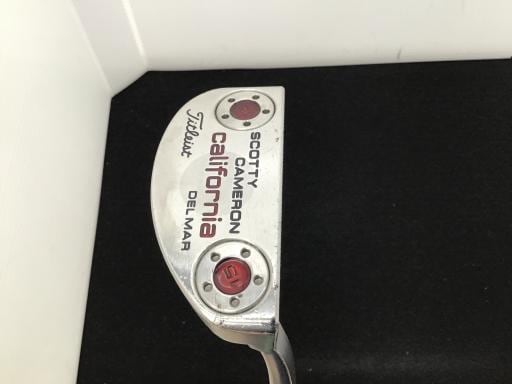 Titleist
SCOTTY
CAMERON
california
DEL MAR
15